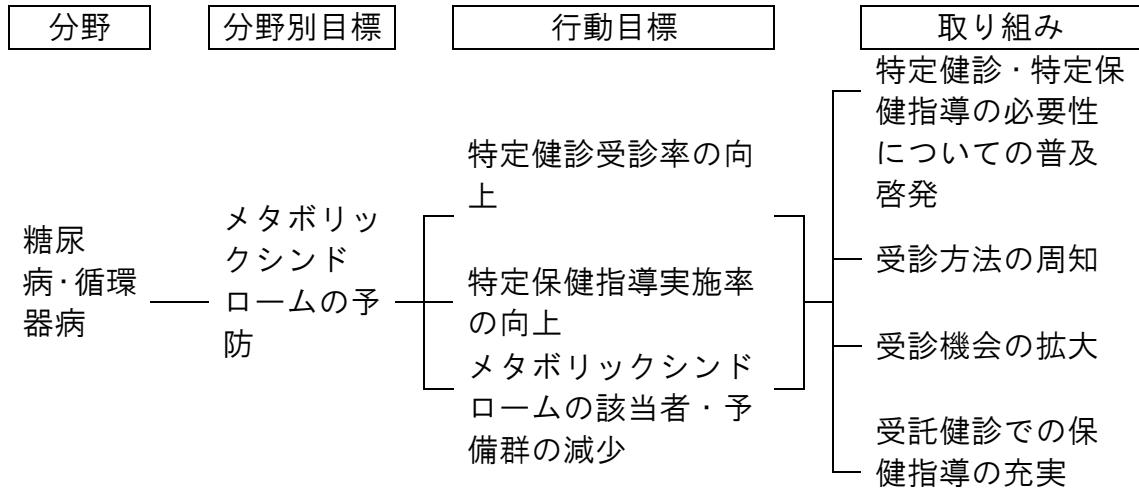 分野
分野別目標
行動目標
取り組み
糖尿
病・循環
器病
メタボリッ
クシンド
ロームの予
防
特定健診受診率の向
上
特定保健指導実施率
の向上
メタボリックシンド
ロームの該当者・予
備群の減少
特定健診・特定保
健指導の必要性
についての普及
啓発
受診方法の周知
受診機会の拡大
受託健診での保
健指導の充実